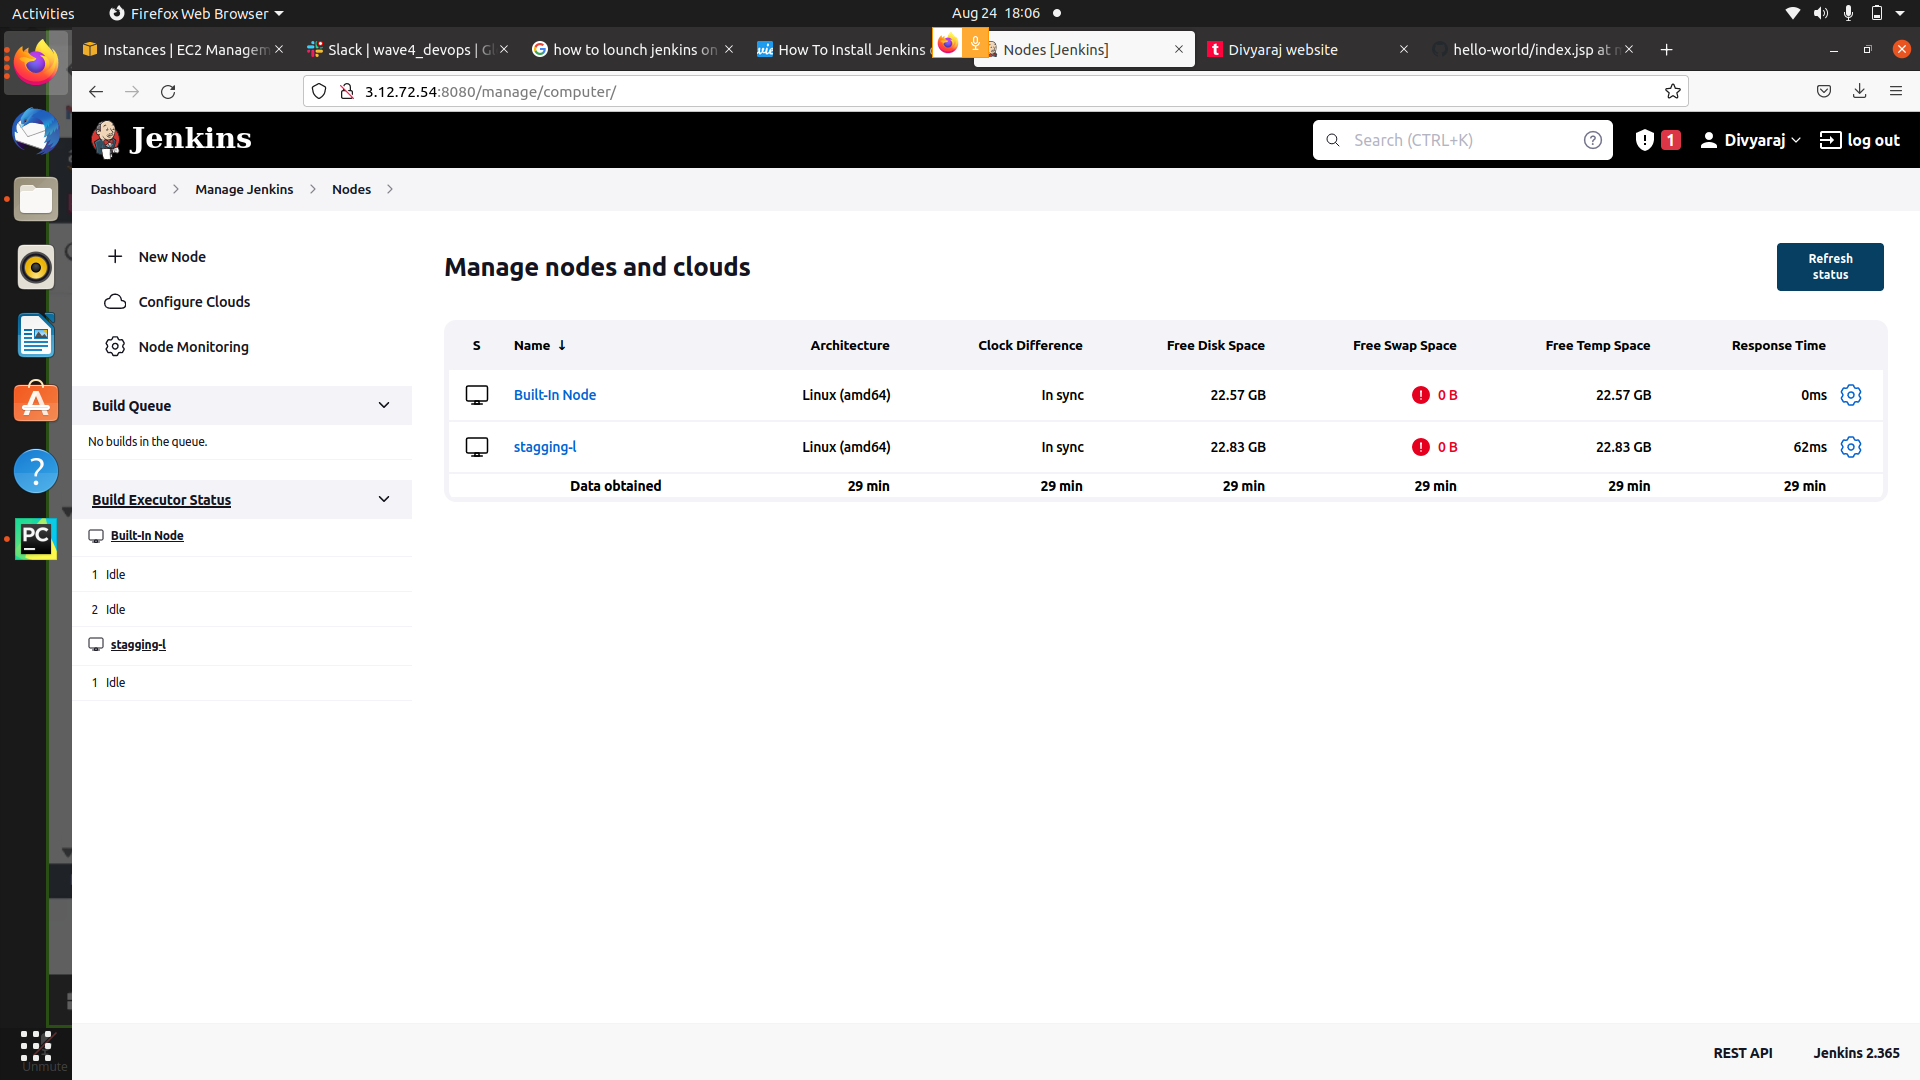 Activities
Firefox Web Browser
Aug 24 18:06
Instances | EC2 Managem
Slack | wave4_devops | Gl
how to lounch jenkins on
How To Install Jenkins
Nodes [Jenkins]
Divyaraj website
hello-world/index.jsp at
3.12.72.54:8080/manage/computer/
Jenkins
Search (CTRL+K)
1
Divyaraj
log out
Dashboard
Manage Jenkins
Nodes
New Node
Configure Clouds
Node Monitoring
Build Queue
No builds in the queue.
Build Executor Status
Built-In Node
1 Idle
2 Idle
stagging-l
1 Idle
Manage nodes and clouds
Refresh
status
S Name ↓ Architecture Clock Difference Free Disk Space Free Swap Space Free Temp Space Response Time
Built-In Node Linux (amd64) In sync 22.57 GB 0 B 22.57 GB 0ms
stagging-l Linux (amd64) In sync 22.83 GB 0 B 22.83 GB 62ms
Data obtained 29 min 29 min 29 min 29 min 29 min 29 min
PC
Unmute
REST API
Jenkins 2.365